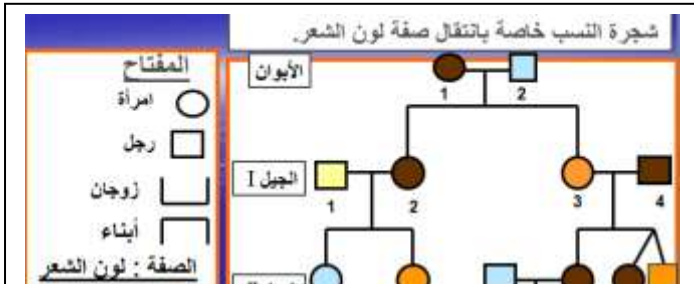 شجرة النسب خاصة بانتقال صفة لون الشعر.
المفتاح
امرأة
رجل
زوجان
أبناء
الصفة : لون الشعر
الأبوان
1 2
الجيل I
1 2 3 4